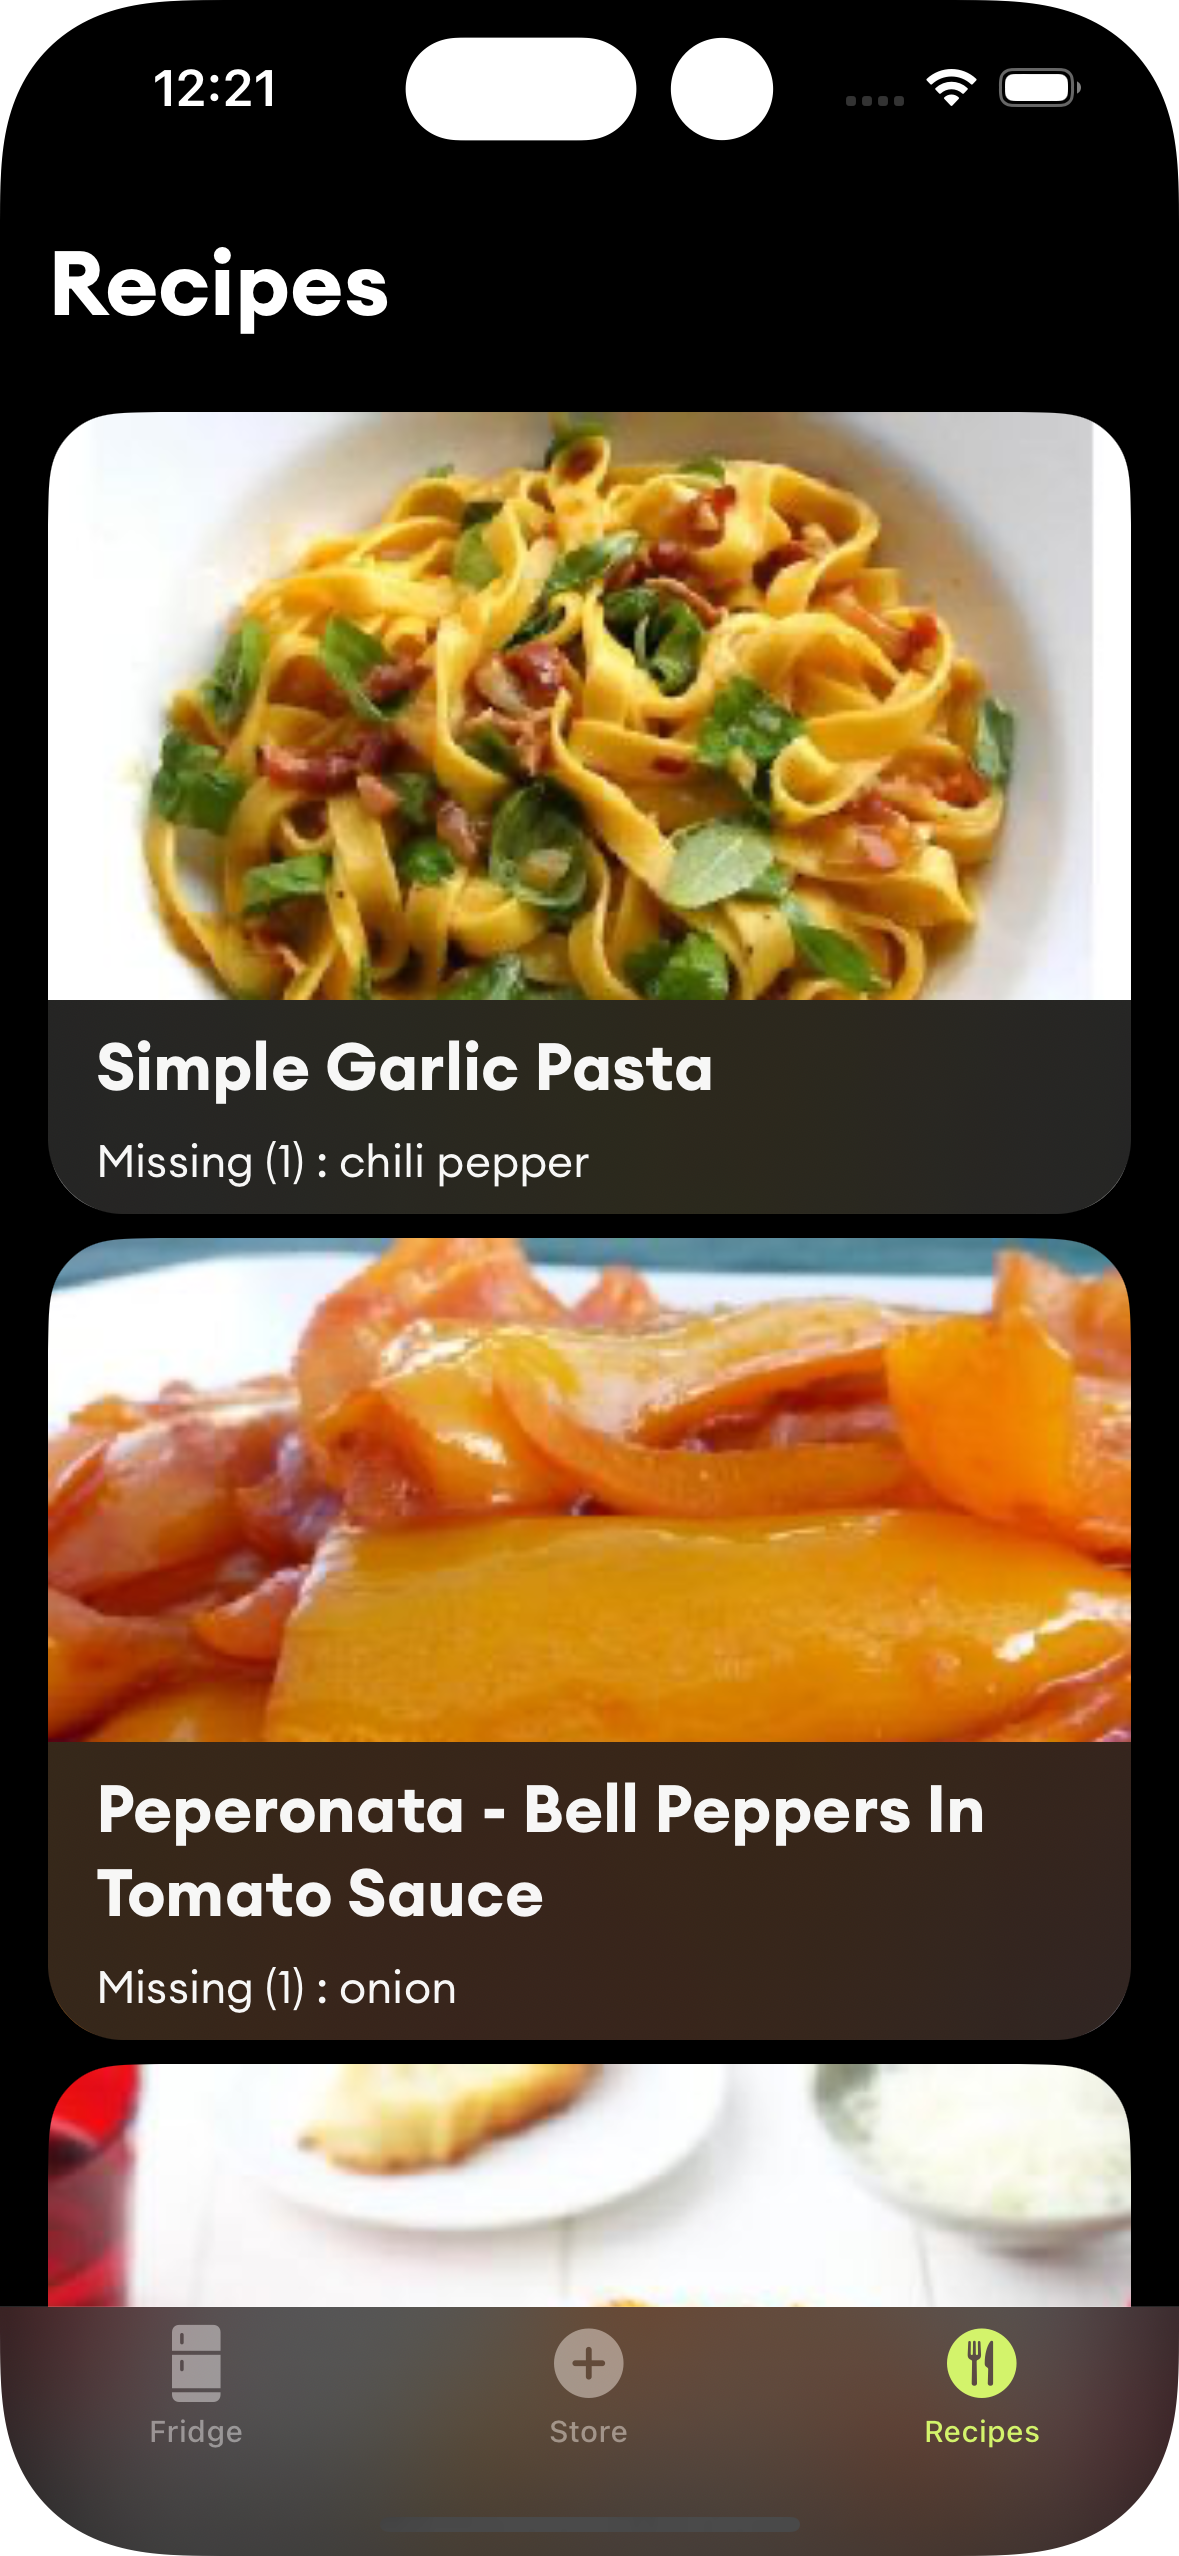 12:21
Recipes
Simple Garlic Pasta
Missing (1) : chili pepper
Peperonata - Bell Peppers In
Tomato Sauce
Missing (1) : onion
Fridge
Store
Recipes